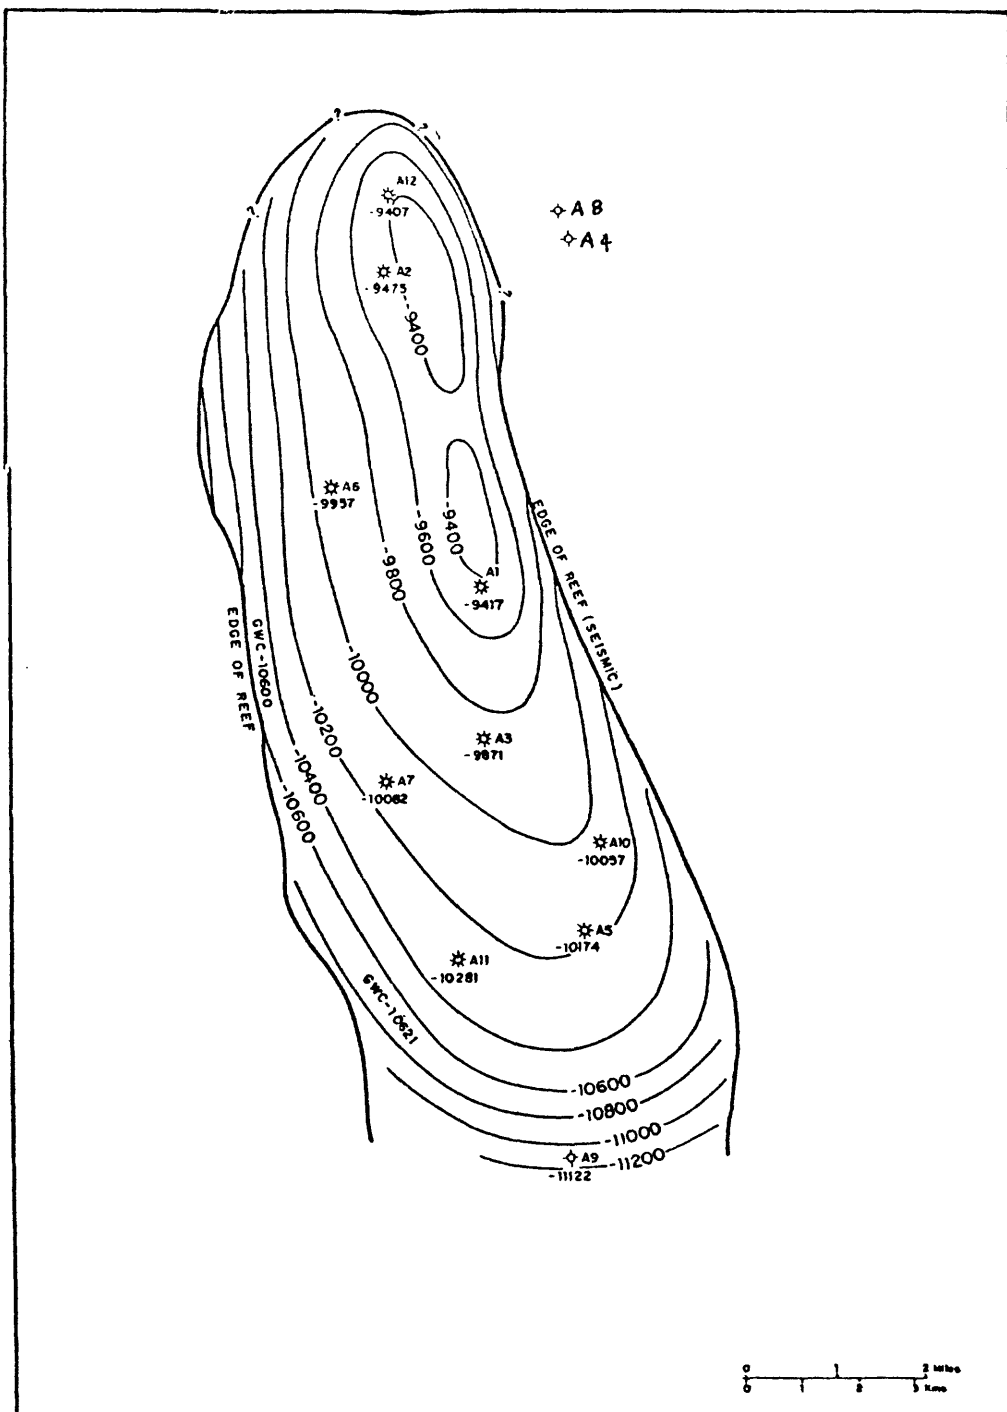 ?
?
A12
-9407
?
A8
A4
A2
-9475
?
-9400
A6
-9957
-9400
-9600
-9800
EDGE OF REEF (SEISMIC)
A1
-9417
EDGE OF REEF
GWC-10600
-10000
-10200
-10400
-10600
A3
-9871
A7
-10082
A10
-10057
A5
-10174
A11
-10281
GWC-10621
-10600
-10800
-11000
-11200
A9
-11122
0 1 2 Miles
0 1 2 3 Kms